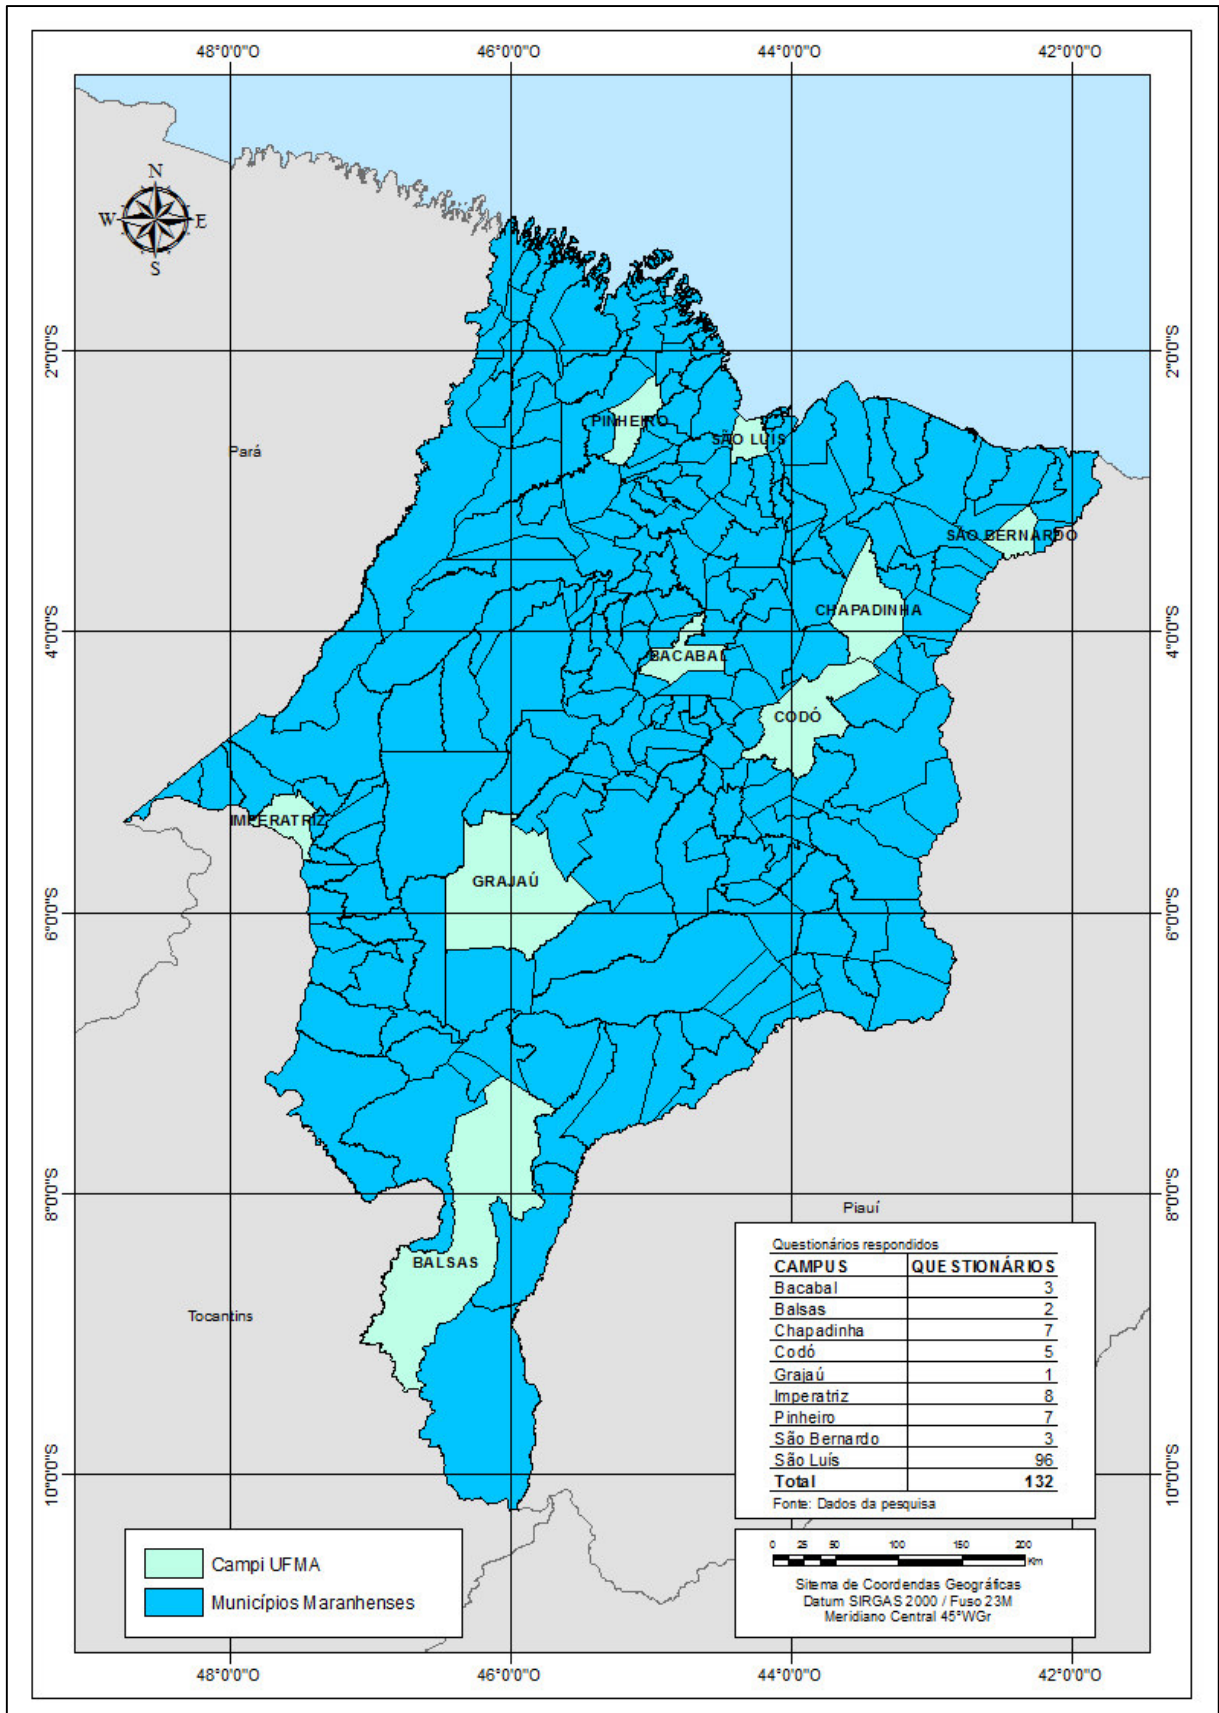 48°0'0"O 46°0'0"O 44°0'0"O 42°0'0"O
N
W E
S
2°0'0"S 2°0'0"S
PINHEIRO
SÃO LUÍS
Pará
SÃO BERNARDO
CHAPADINHA
4°0'0"S 4°0'0"S
BACABAL
CODÓ
IMPERATRIZ
GRAJAÚ
6°0'0"S 6°0'0"S
8°0'0"S 8°0'0"S
Piauí
BALSAS
Tocantins
Questionários respondidos
CAMPUS QUESTIONÁRIOS
Bacabal 3
Balsas 2
Chapadinha 7
Codó 5
Grajaú 1
Imperatriz 8
Pinheiro 7
São Bernardo 3
São Luís 96
Total 132
Fonte: Dados da pesquisa
10°0'0"S 10°0'0"S
Campi UFMA
Municípios Maranhenses
0 25 50 100 150 200
Km
Sitema de Coordendas Geográficas
Datum SIRGAS 2000 / Fuso 23M
Meridiano Central 45°WGr
48°0'0"O 46°0'0"O 44°0'0"O 42°0'0"O